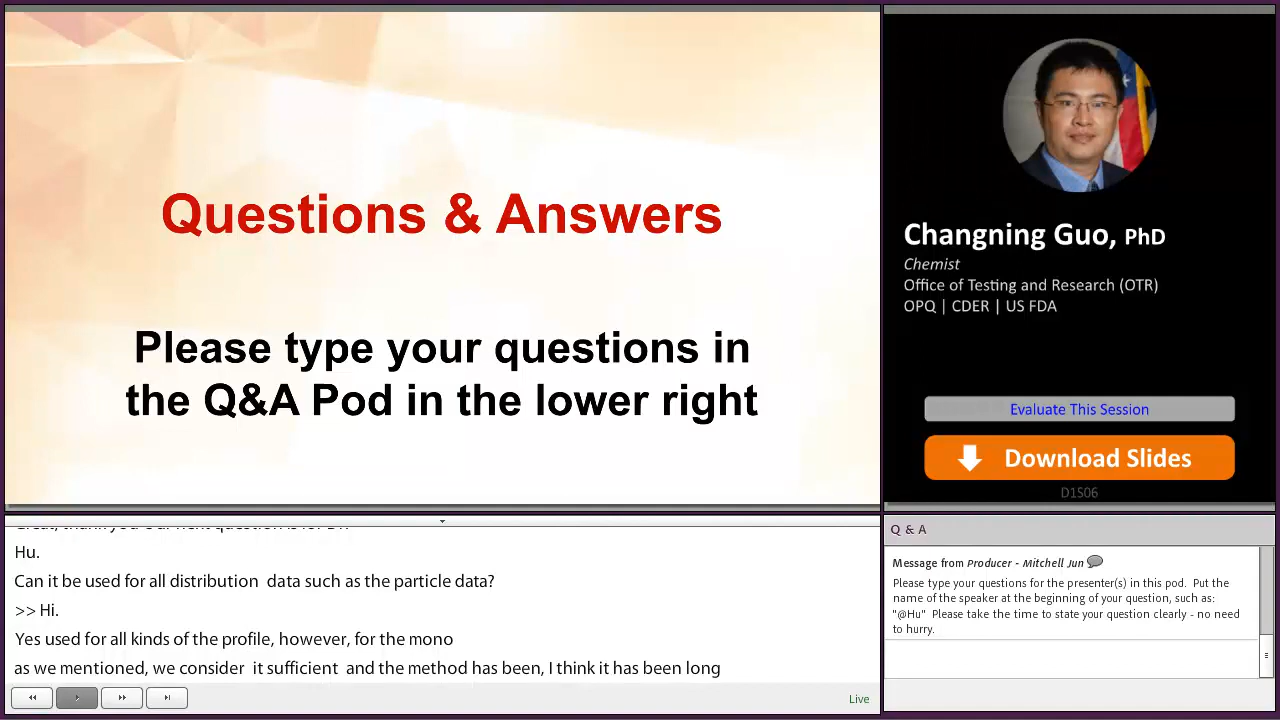 Questions & Answers
Please type your questions in
the Q&A Pod in the lower right
Changning Guo, PhD
Chemist
Office of Testing and Research (OTR)
OPQ | CDER | US FDA
Evaluate This Session
Download Slides
D1S06
Hu.
Can it be used for all distribution data such as the particle data?
>> Hi.
Yes used for all kinds of the profile, however, for the mono
as we mentioned, we consider it sufficient and the method has been, I think it has been long
Live
Q & A
Message from Producer - Mitchell Jun
Please type your questions for the presenter(s) in this pod. Put the
name of the speaker at the beginning of your question, such as:
"@Hu" Please take the time to state your question clearly - no need
to hurry.